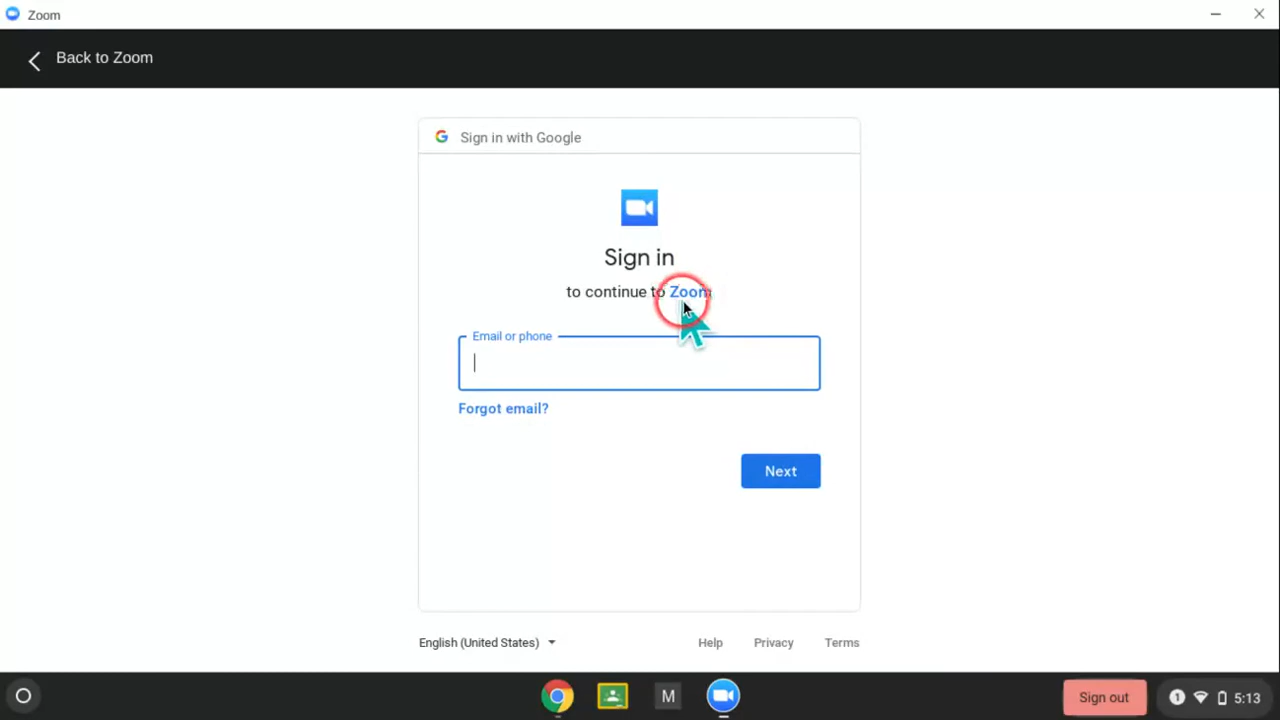 Zoom
Back to Zoom
Sign in with Google
Sign in
to continue to Zoom
Email or phone
Forgot email?
Next
English (United States)
Help Privacy Terms
M
Sign out
1 5:13